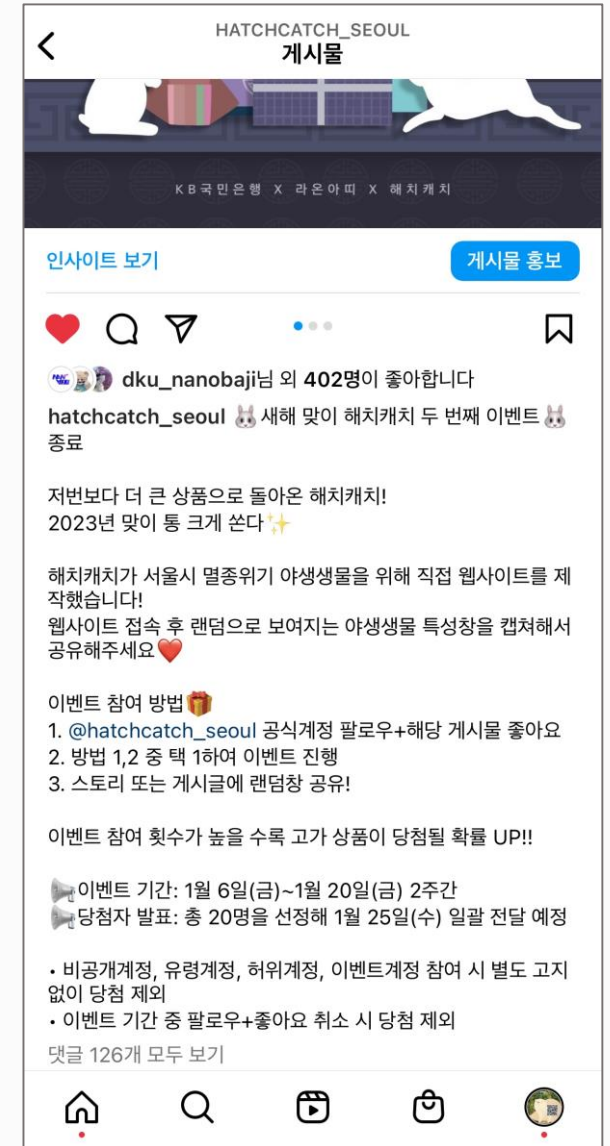 HATCHCATCH_SEOUL
게시물
KB국민은행 X 라온아띠 X 해치캐치
인사이트 보기
게시물 홍보
dku_nanobaji님 외 402명이 좋아합니다
hatchcatch_seoul 🐰새해 맞이 해치캐치 두 번째 이벤트🐰
종료
저번보다 더 큰 상품으로 돌아온 해치캐치!
2023년 맞이 통 크게 쏜다✨
해치캐치가 서울시 멸종위기 야생생물을 위해 직접 웹사이트를 제
작했습니다!
웹사이트 접속 후 랜덤으로 보여지는 야생생물 특성창을 캡쳐해서
공유해주세요❤️
이벤트 참여 방법🎁
1. @hatchcatch_seoul 공식계정 팔로우+해당 게시물 좋아요
2. 방법 1,2 중 택 1하여 이벤트 진행
3. 스토리 또는 게시글에 랜덤창 공유!
이벤트 참여 횟수가 높을 수록 고가 상품이 당첨될 확률 UP!!
📢이벤트 기간: 1월 6일(금)~1월 20일(금) 2주간
📢당첨자 발표: 총 20명을 선정해 1월 25일(수) 일괄 전달 예정
• 비공개계정, 유령계정, 허위계정, 이벤트계정 참여 시 별도 고지
없이 당첨 제외
• 이벤트 기간 중 팔로우+좋아요 취소 시 당첨 제외
댓글 126개 모두 보기